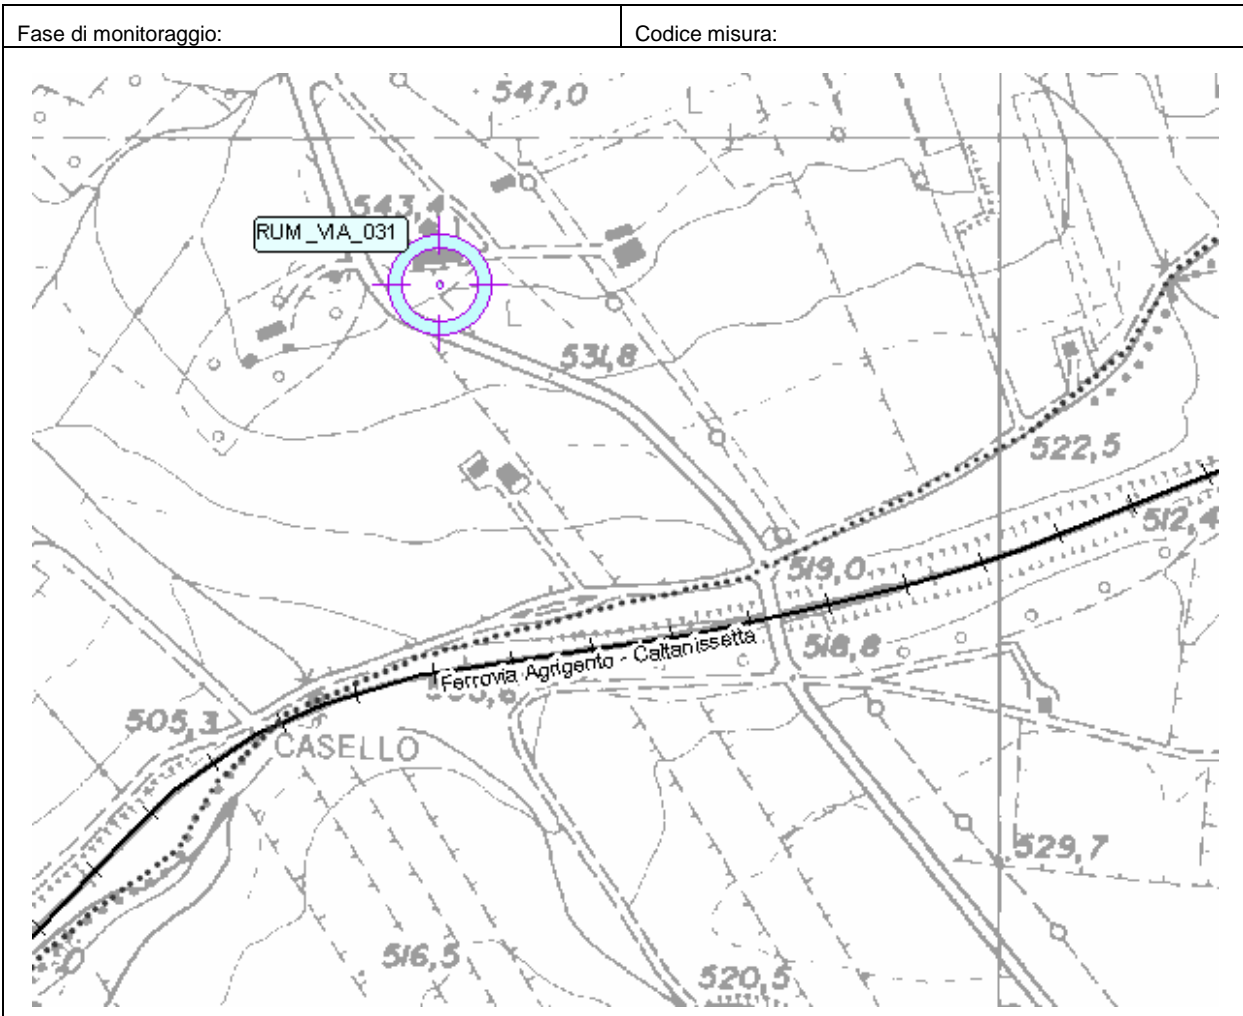 Fase di monitoraggio:
Codice misura:
547,0
543,4
RUM_VIA_031
531,8
522,5
512,4
519,0
518,8
Ferrovia Agrigento - Caltanissetta
505,3
CASELLO
529,7
516,5
520,5